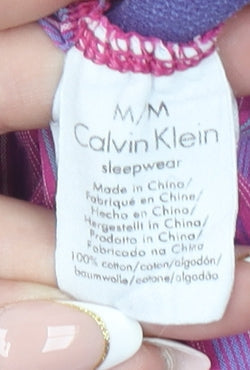 M/M
Calvin Klein
sleepwear
Made in China/
Fabriqué en Chine/
Hecho en China/
Hergestellt in China/
Prodotto in China/
Fabricado na China
100% cotton/coton/algodón/
baumwolle/cotone/algodão